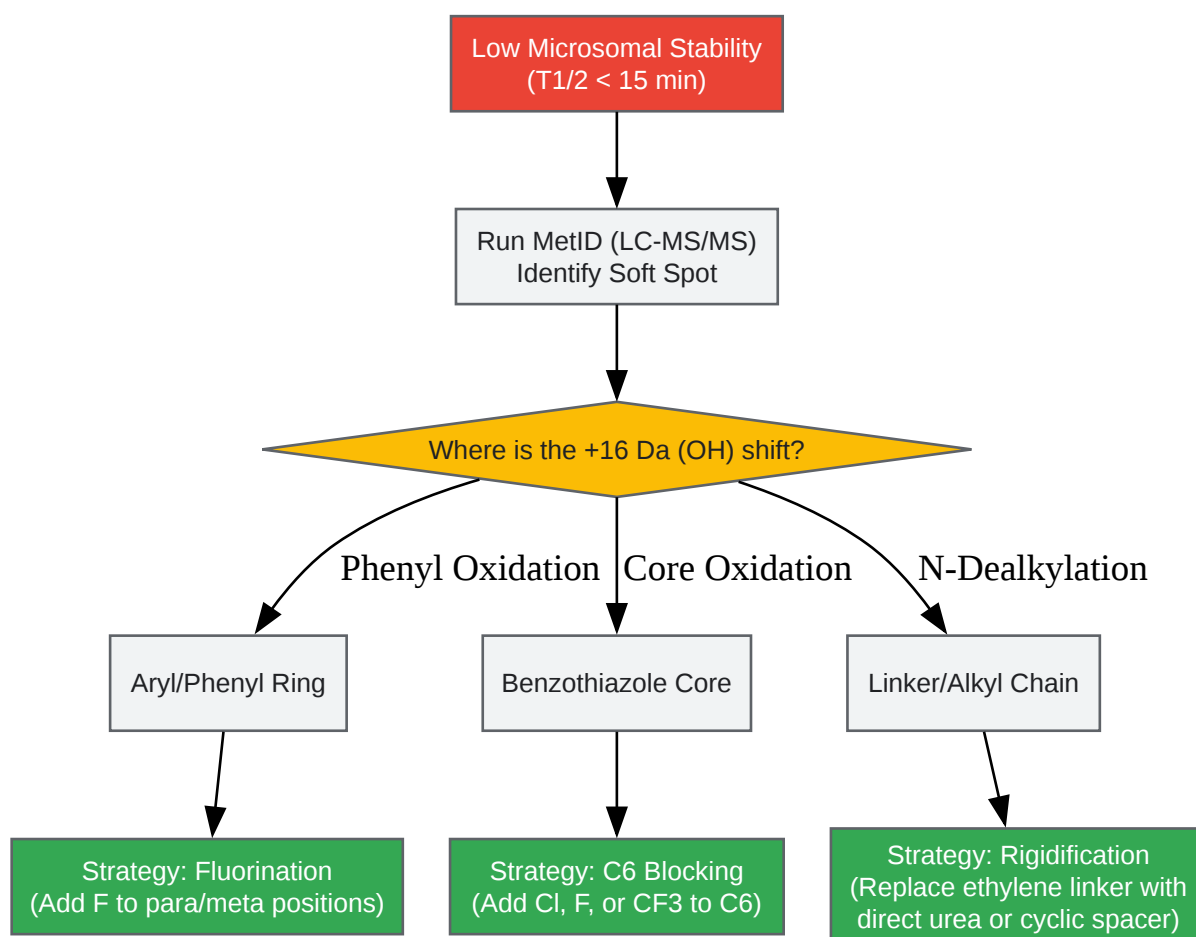 Low Microsomal Stability
(T1/2 < 15 min)
Run MetID (LC-MS/MS)
Identify Soft Spot
Where is the +16 Da (OH) shift?
Phenyl Oxidation
Core Oxidation
N-Dealkylation
Aryl/Phenyl Ring
Benzothiazole Core
Linker/Alkyl Chain
Strategy: Fluorination
(Add F to para/meta positions)
Strategy: C6 Blocking
(Add Cl, F, or CF3 to C6)
Strategy: Rigidification
(Replace ethylene linker with
direct urea or cyclic spacer)